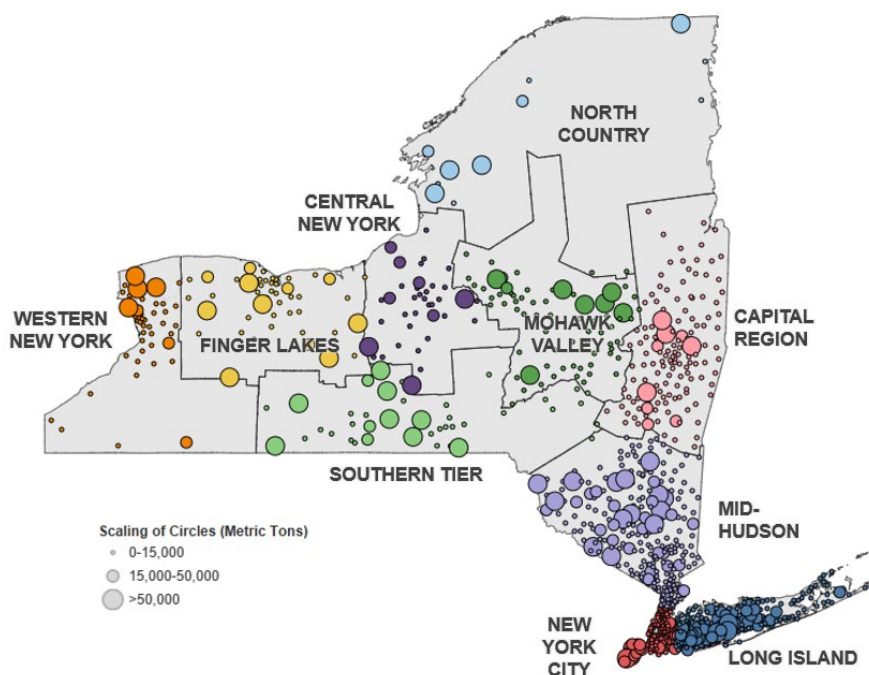 NORTH
COUNTRY
CENTRAL
NEW YORK
WESTERN
NEW YORK
FINGER LAKES
MOHAWK
VALLEY
CAPITAL
REGION
SOUTHERN TIER
MID-
HUDSON
Scaling of Circles (Metric Tons)
0-15,000
15,000-50,000
>50,000
NEW
YORK
CITY
LONG ISLAND